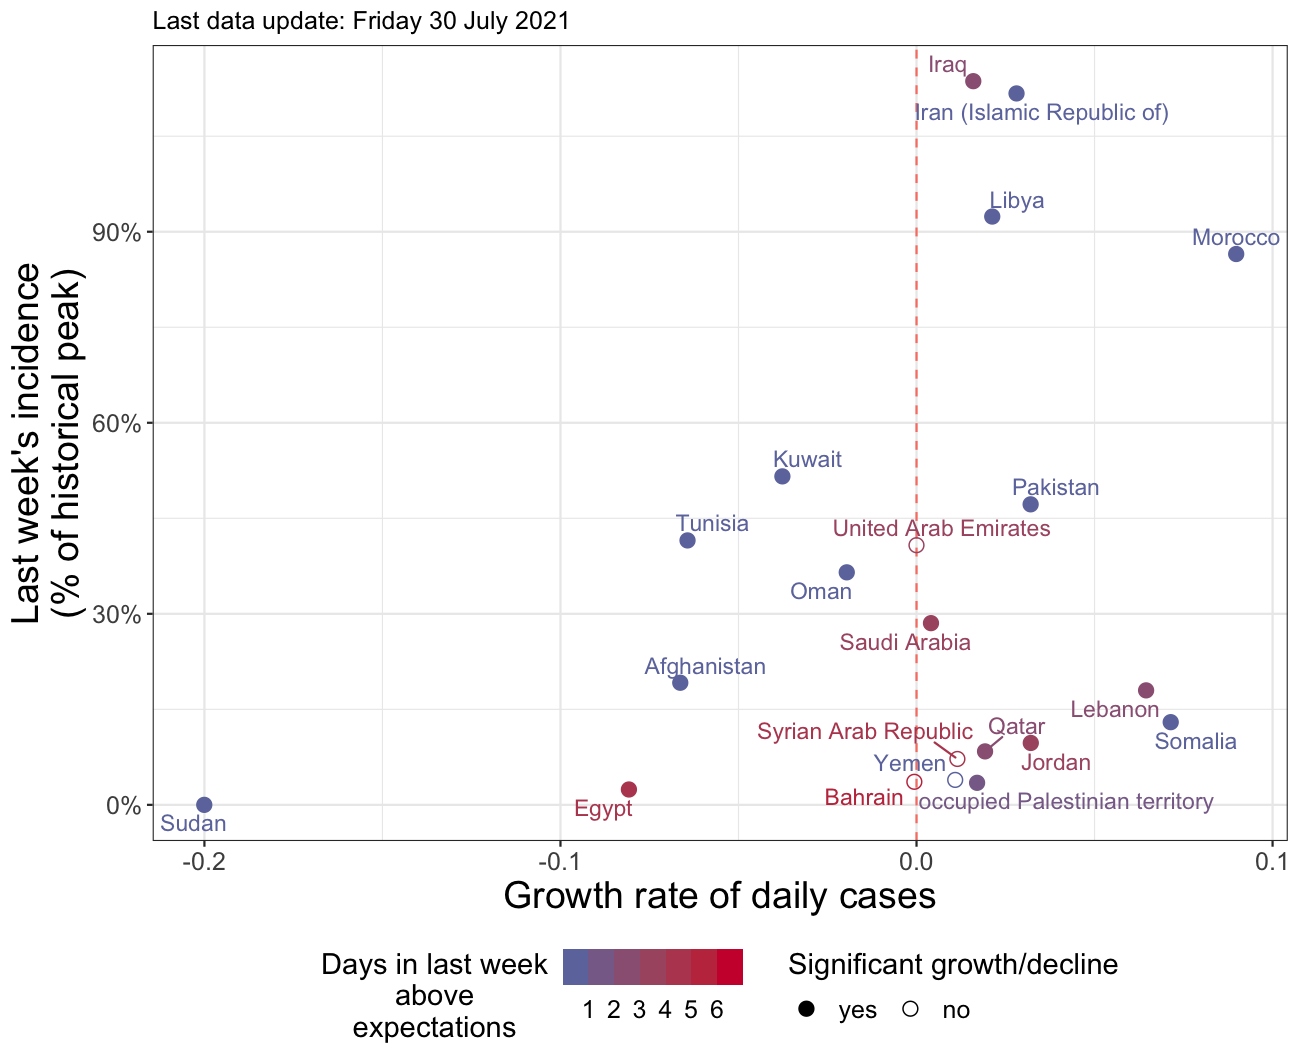 Last data update: Friday 30 July 2021
Iraq
Iran (Islamic Republic of)
Libya
Morocco
90%
Last week's incidence
(% of historical peak)
60%
Kuwait
Pakistan
Tunisia
United Arab Emirates
Oman
30%
Saudi Arabia
Afghanistan
Lebanon
Syrian Arab Republic
Qatar
Somalia
Yemen
Jordan
Bahrain
occupied Palestinian territory
0%
Egypt
Sudan
-0.2 -0.1 0.0 0.1
Growth rate of daily cases
Days in last week
above
expectations
1 2 3 4 5 6
Significant growth/decline
yes no